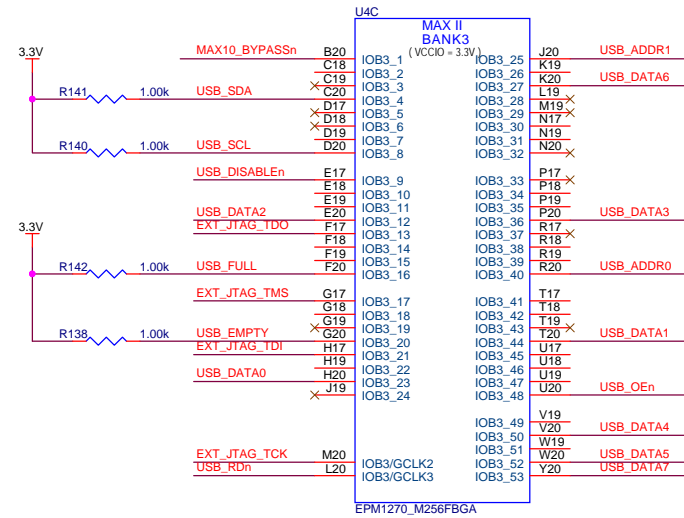 U4C
MAX II
BANK3
( VCCIO = 3.3V )
3.3V
MAX10_BYPASSn B20 IOB3_1
C18 IOB3_2
C19 IOB3_3
R141 1.00k USB_SDA C20 IOB3_4
D17 IOB3_5
D18 IOB3_6
D19 IOB3_7
R140 1.00k USB_SCL D20 IOB3_8
USB_DISABLEn E17 IOB3_9
E18 IOB3_10
E19 IOB3_11
USB_DATA2 E20 IOB3_12
3.3V
EXT_JTAG_TDO F17 IOB3_13
F18 IOB3_14
F19 IOB3_15
R142 1.00k USB_FULL F20 IOB3_16
EXT_JTAG_TMS G17 IOB3_17
G18 IOB3_18
G19 IOB3_19
R138 1.00k USB_EMPTY G20 IOB3_20
EXT_JTAG_TDI H17 IOB3_21
H19 IOB3_22
USB_DATA0 H20 IOB3_23
J19 IOB3_24
EXT_JTAG_TCK M20 IOB3/GCLK2
USB_RDn L20 IOB3/GCLK3
IOB3_25 J20 USB_ADDR1
IOB3_26 K19
IOB3_27 K20 USB_DATA6
IOB3_28 L19
IOB3_29 M19
IOB3_30 N17
IOB3_31 N19
IOB3_32 N20
IOB3_33 P17
IOB3_34 P18
IOB3_35 P19
IOB3_36 P20 USB_DATA3
IOB3_37 R17
IOB3_38 R18
IOB3_39 R19
IOB3_40 R20 USB_ADDR0
IOB3_41 T17
IOB3_42 T18
IOB3_43 T19
IOB3_44 T20 USB_DATA1
IOB3_45 U17
IOB3_46 U18
IOB3_47 U19
IOB3_48 U20 USB_OEn
IOB3_49 V19
IOB3_50 V20 USB_DATA4
IOB3_51 W19
IOB3_52 W20 USB_DATA5
IOB3_53 Y20 USB_DATA7
EPM1270_M256FBGA